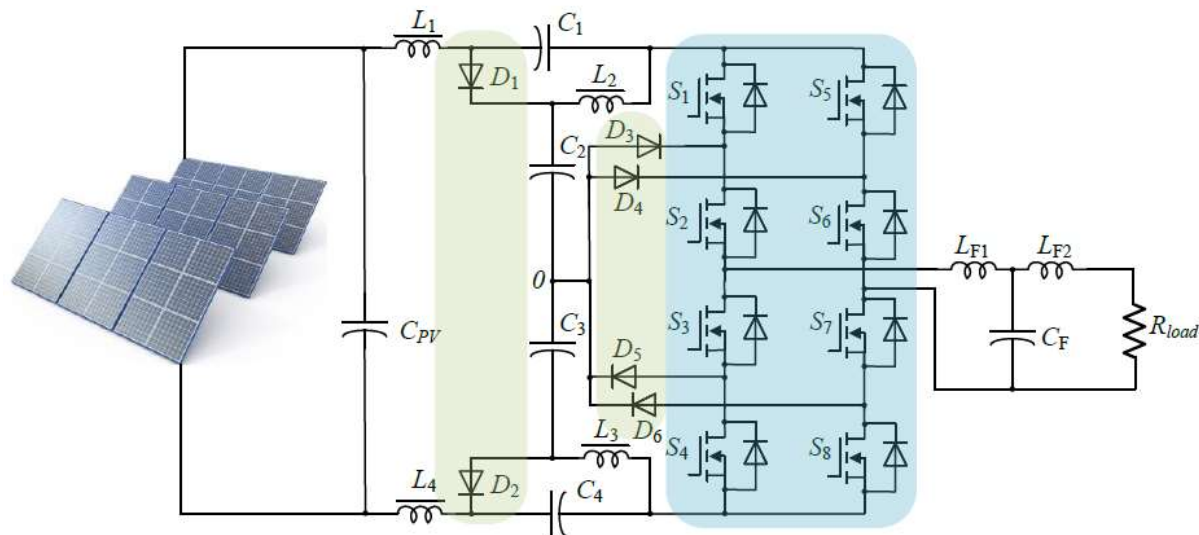 L1
C1
D1
L2
S1
S5
D3
C2
D4
S2
S6
LF1
LF2
0
CPV
C3
S3
S7
CF
Rload
D5
D6
L3
S4
S8
L4
D2
C4